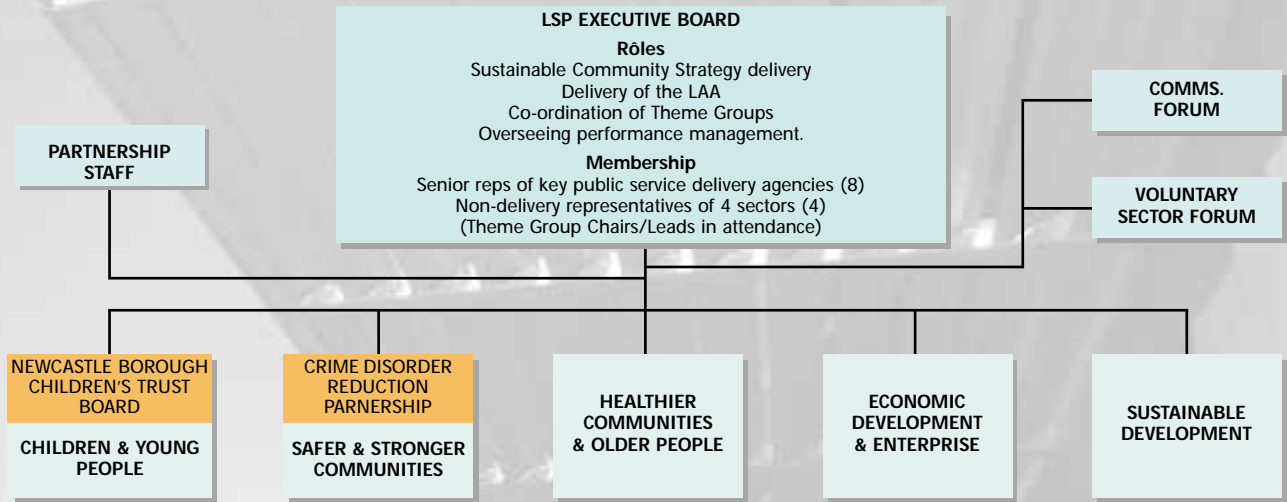 LSP EXECUTIVE BOARD
Rôles
Sustainable Community Strategy delivery
Delivery of the LAA
Co-ordination of Theme Groups
Overseeing performance management.
Membership
Senior reps of key public service delivery agencies (8)
Non-delivery representatives of 4 sectors (4)
(Theme Group Chairs/Leads in attendance)
PARTNERSHIP
STAFF
COMMS.
FORUM
VOLUNTARY
SECTOR FORUM
NEWCASTLE BOROUGH
CHILDREN'S TRUST
BOARD
CHILDREN & YOUNG
PEOPLE
CRIME DISORDER
REDUCTION
PARNERSHIP
SAFER & STRONGER
COMMUNITIES
HEALTHIER
COMMUNITIES
& OLDER PEOPLE
ECONOMIC
DEVELOPMENT
& ENTERPRISE
SUSTAINABLE
DEVELOPMENT